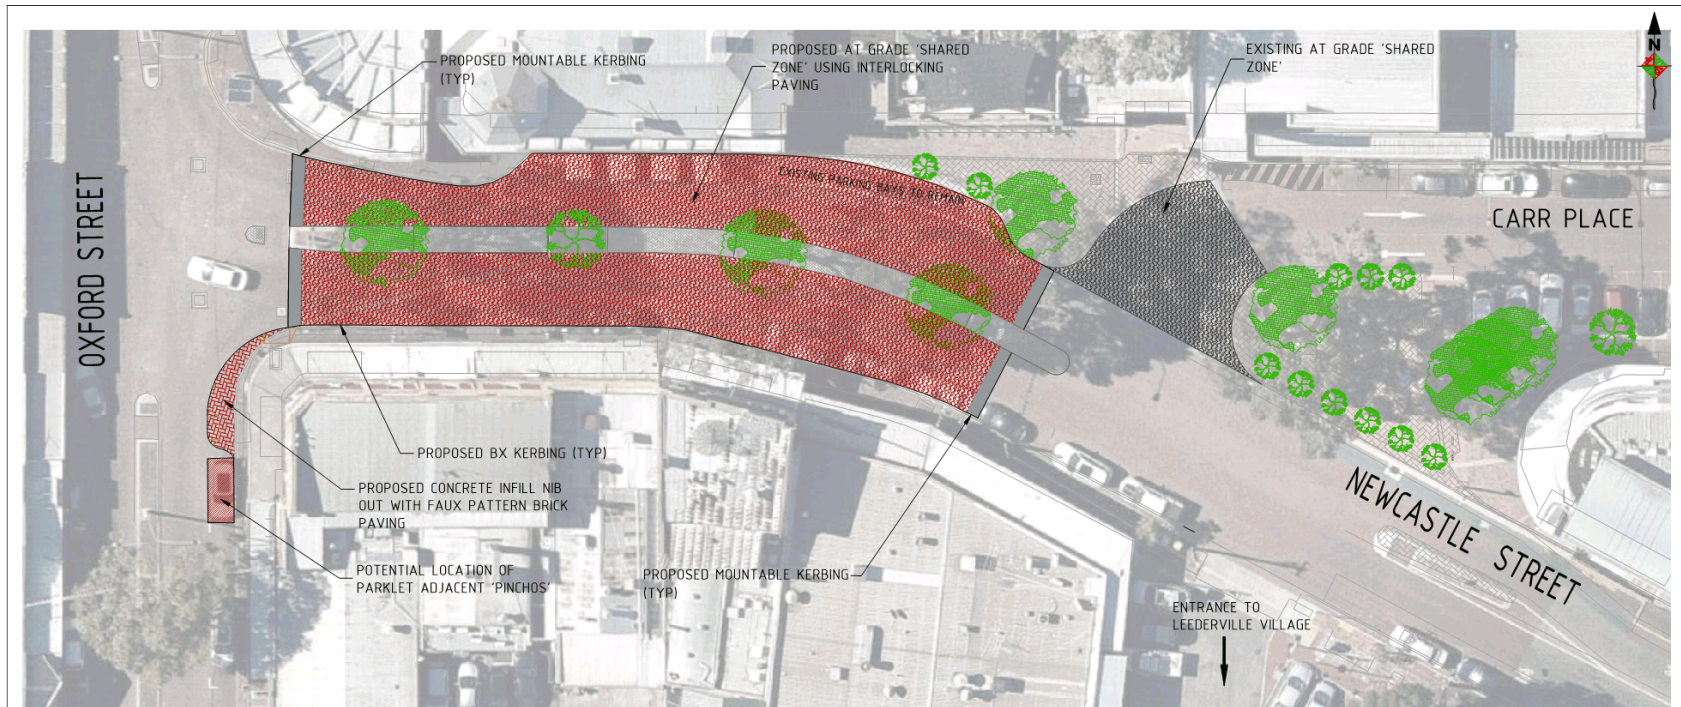 N
PROPOSED MOUNTABLE KERBING
(TYP)
PROPOSED AT GRADE 'SHARED
ZONE' USING INTERLOCKING
PAVING
EXISTING AT GRADE 'SHARED
ZONE'
EXISTING PARKING BAYS TO REMAIN
OXFORD STREET
CARR PLACE
PROPOSED BX KERBING (TYP)
PROPOSED CONCRETE INFILL NIB
OUT WITH FAUX PATTERN BRICK
PAVING
POTENTIAL LOCATION OF
PARKLET ADJACENT 'PINCHOS'
PROPOSED MOUNTABLE KERBING
(TYP)
NEWCASTLE STREET
ENTRANCE TO
LEEDERVILLE VILLAGE